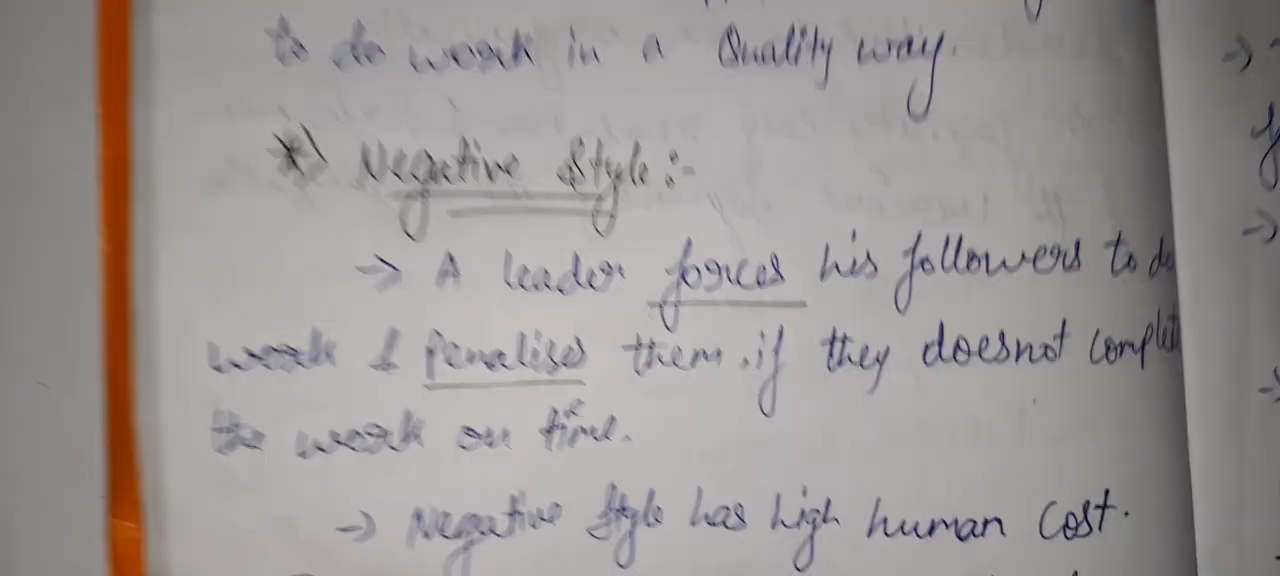 to do work in a Quality way.
*) Negative Style:-
→ A leader forces his followers to do
work & Penalises them. if they doesnot complet
the work on time.
→ Negative Style has high human cost.